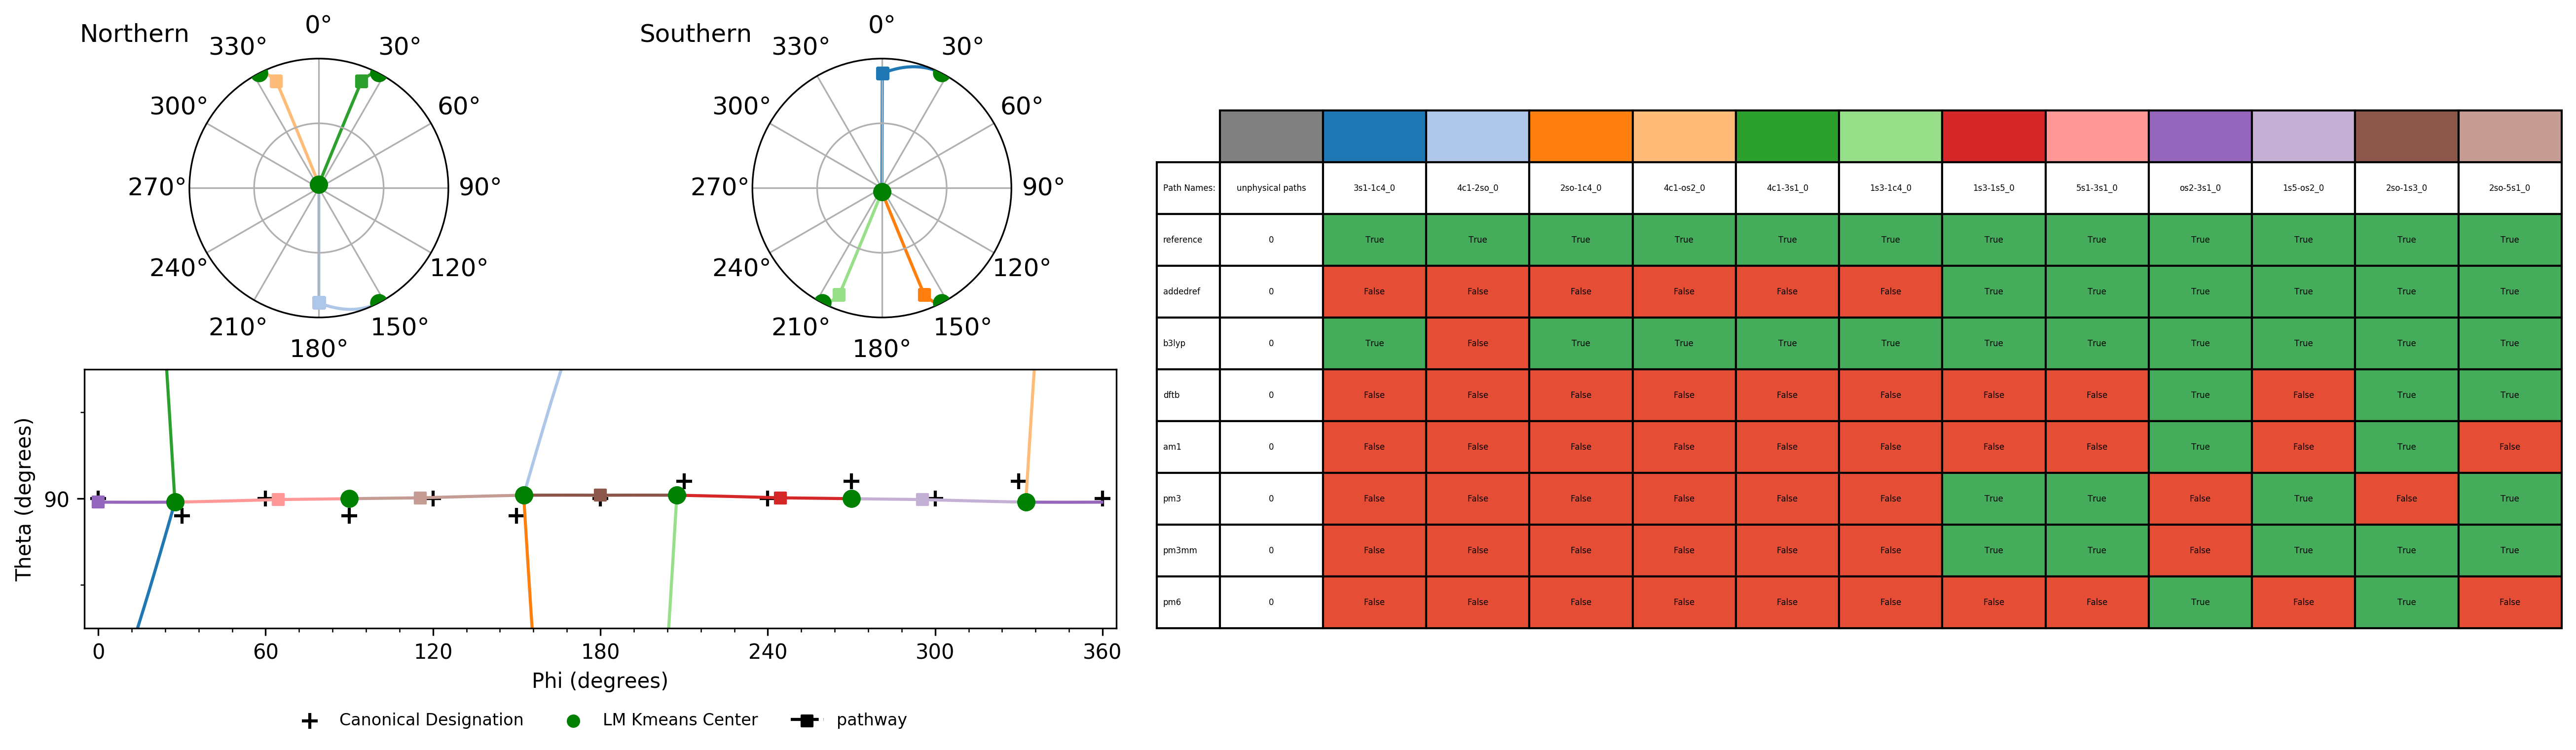 Northern
0°
30°
60°
90°
120°
150°
180°
210°
240°
270°
300°
330°
Southern
0°
30°
60°
90°
120°
150°
180°
210°
240°
270°
300°
330°
Theta (degrees)
90
0 60 120 180 240 300 360
Phi (degrees)
Canonical Designation LM Kmeans Center pathway
Path Names: unphysical paths 3s1-1c4_0 4c1-2so_0 2so-1c4_0 4c1-os2_0 4c1-3s1_0 1s3-1c4_0 1s3-1s5_0 5s1-3s1_0 os2-3s1_0 1s5-os2_0 2so-1s3_0 2so-5s1_0
reference 0 True True True True True True True True True True True True
addedref 0 False False False False False False True True True True True True
b3lyp 0 True False True True True True True True True True True True
dftb 0 False False False False False False False False True False True True
am1 0 False False False False False False False False True False True False
pm3 0 False False False False False False True True False True False True
pm3mm 0 False False False False False False True True False True True True
pm6 0 False False False False False False False False True False True False